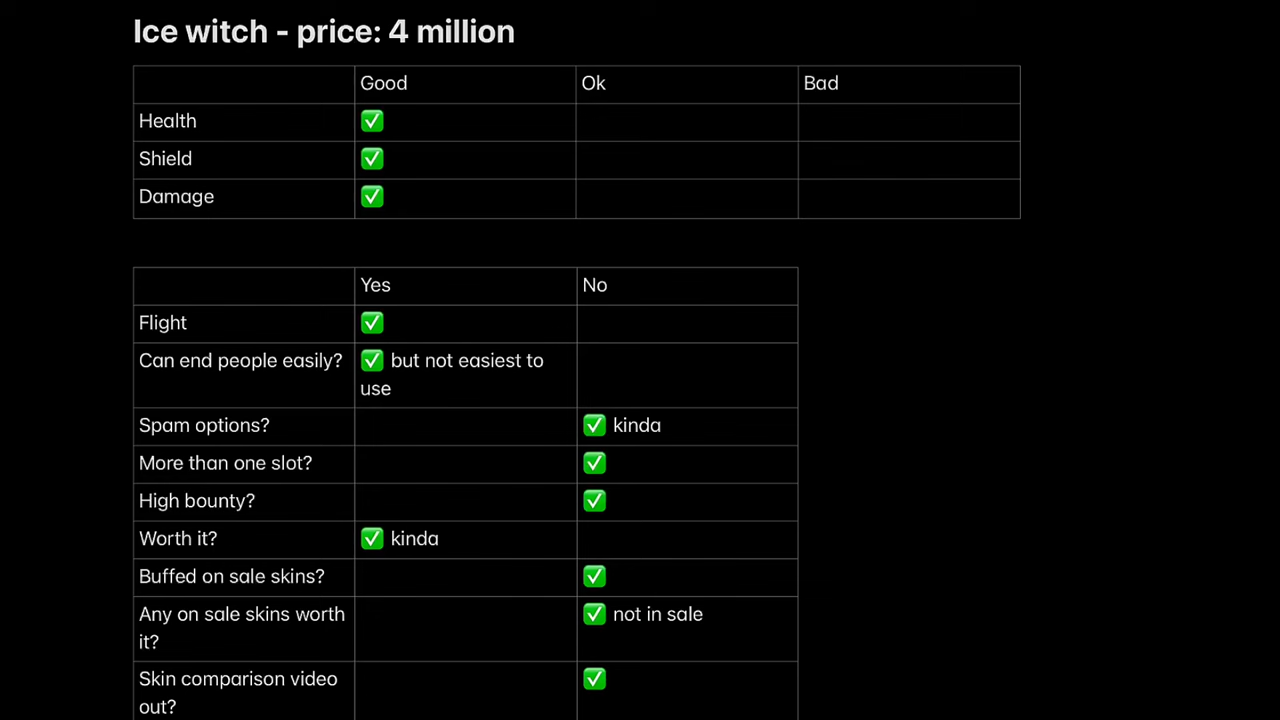 Ice witch - price: 4 million
Good Ok Bad
Health ✅
Shield ✅
Damage ✅
Yes No
Flight ✅
Can end people easily? ✅ but not easiest to
use
Spam options? ✅ kinda
More than one slot? ✅
High bounty? ✅
Worth it? ✅ kinda
Buffed on sale skins? ✅
Any on sale skins worth ✅ not in sale
it?
Skin comparison video ✅
out?